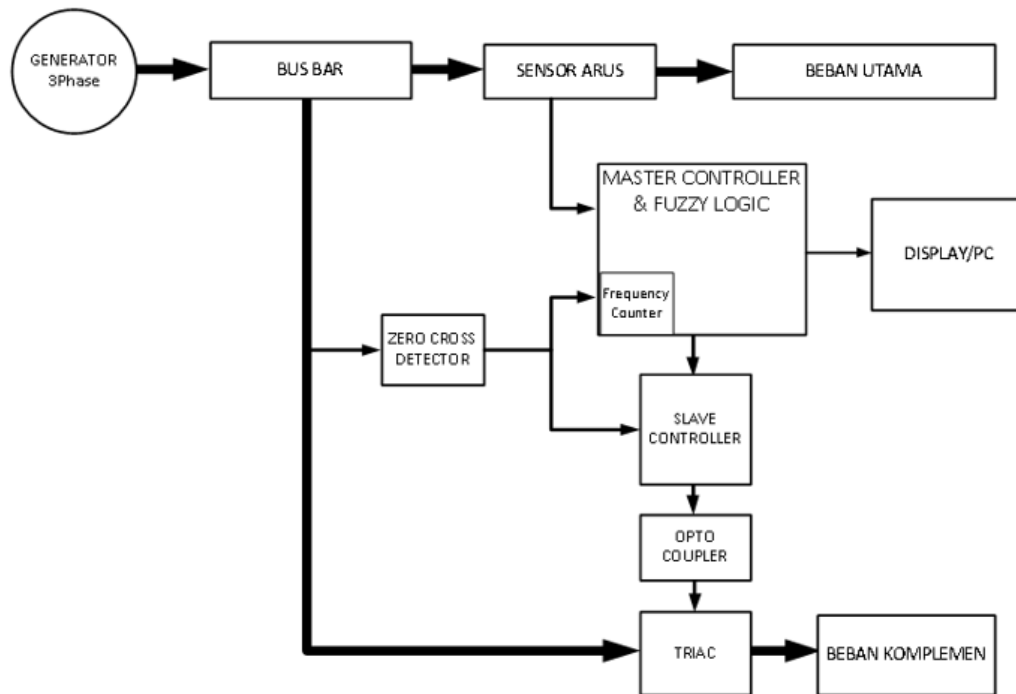 GENERATOR
3Phase
BUS BAR
SENSOR ARUS
BEBAN UTAMA
MASTER CONTROLLER
& FUZZY LOGIC
DISPLAY/PC
Frequency
Counter
ZERO CROSS
DETECTOR
SLAVE
CONTROLLER
OPTO
COUPLER
TRIAC
BEBAN KOMPLEMEN